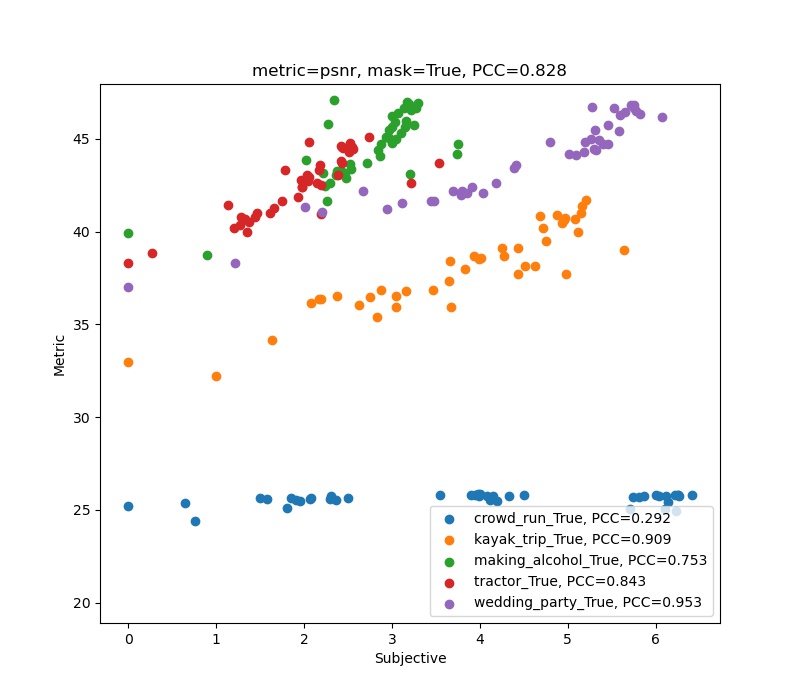 metric=psnr, mask=True, PCC=0.828
Metric
45
40
35
30
25
20
crowd_run_True, PCC=0.292
kayak_trip_True, PCC=0.909
making_alcohol_True, PCC=0.753
tractor_True, PCC=0.843
wedding_party_True, PCC=0.953
0 1 2 3 4 5 6
Subjective